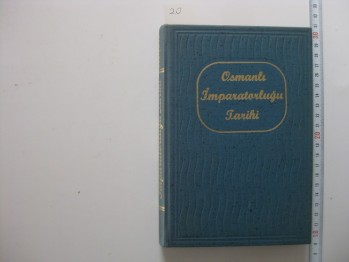 20
Osmanlı
İmparatorluğu
Tarihi